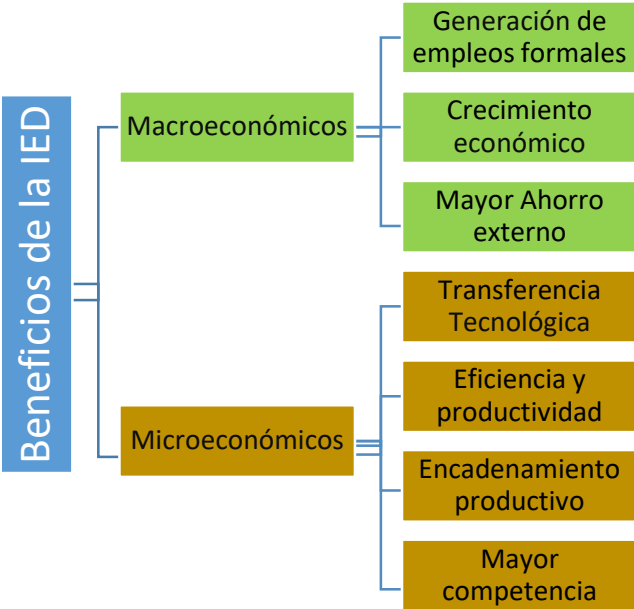 Beneficios de la IED
Macroeconómicos
Generación de
empleos formales
Crecimiento
económico
Mayor Ahorro
externo
Microeconómicos
Transferencia
Tecnológica
Eficiencia y
productividad
Encadenamiento
productivo
Mayor
competencia